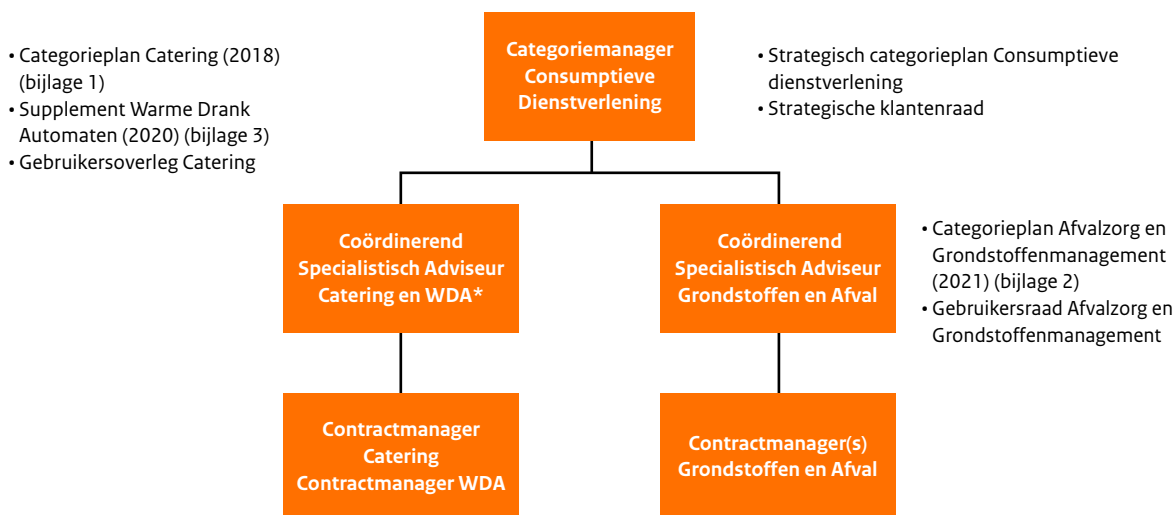 • Categorieplan Catering (2018)
(bijlage 1)
• Supplement Warme Drank
Automaten (2020) (bijlage 3)
• Gebruikersoverleg Catering
Categoriemanager
Consumptieve
Dienstverlening
• Strategisch categorieplan Consumptieve
dienstverlening
• Strategische klantenraad
Coördinerend
Specialistisch Adviseur
Catering en WDA*
Coördinerend
Specialistisch Adviseur
Grondstoffen en Afval
• Categorieplan Afvalzorg en
Grondstoffenmanagement
(2021) (bijlage 2)
• Gebruikersraad Afvalzorg en
Grondstoffenmanagement
Contractmanager
Catering
Contractmanager WDA
Contractmanager(s)
Grondstoffen en Afval